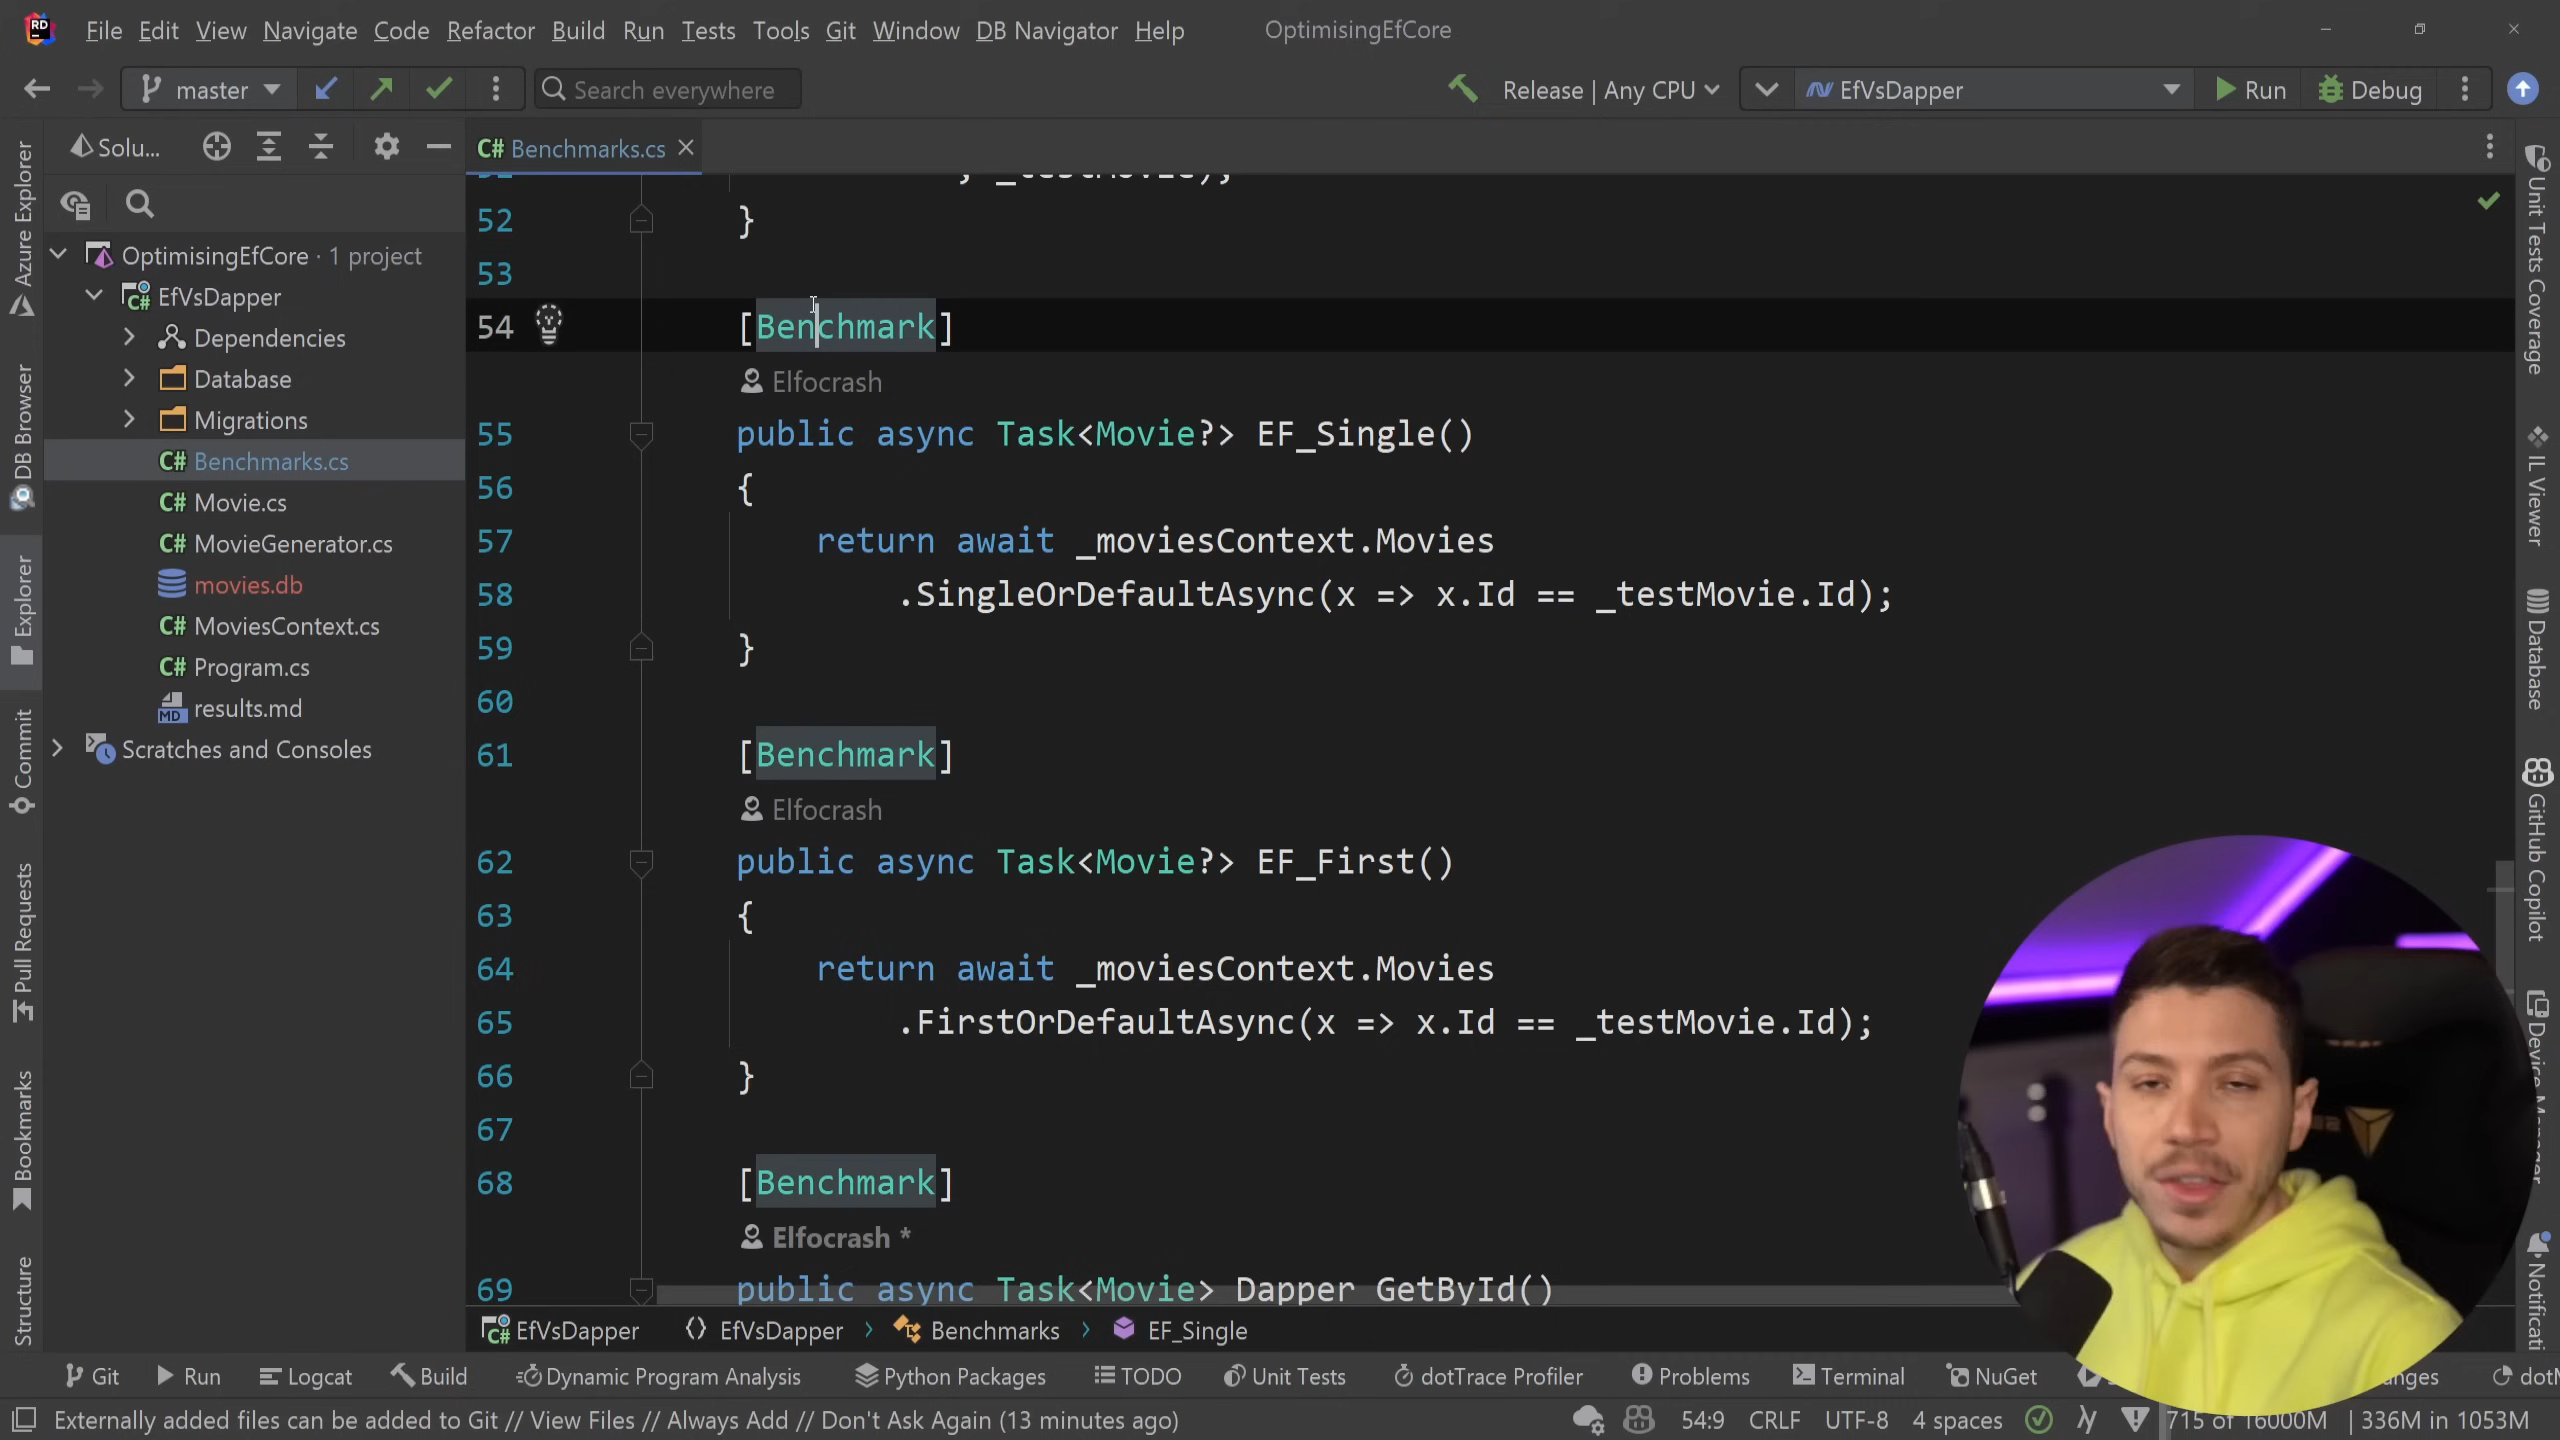 File Edit View Navigate Code Refactor Build Run Tests Tools Git Window DB Navigator Help OptimisingEfCore
master Search everywhere Release | Any CPU EfVsDapper Run Debug
Solu... C# Benchmarks.cs
OptimisingEfCore · 1 project
EfVsDapper
Dependencies
Database
Migrations
C# Benchmarks.cs
C# Movie.cs
C# MovieGenerator.cs
movies.db
C# MoviesContext.cs
C# Program.cs
results.md
Scratches and Consoles
Azure Explorer
DB Browser
Explorer
Commit
Pull Requests
Bookmarks
Structure
, _testMovie);
52 }
53
54 [Benchmark]
Elfocrash
55 public async Task<Movie?> EF_Single()
56 {
57 return await _moviesContext.Movies
58 .SingleOrDefaultAsync(x => x.Id == _testMovie.Id);
59 }
60
61 [Benchmark]
Elfocrash
62 public async Task<Movie?> EF_First()
63 {
64 return await _moviesContext.Movies
65 .FirstOrDefaultAsync(x => x.Id == _testMovie.Id);
66 }
67
68 [Benchmark]
Elfocrash *
69 public async Task<Movie> Dapper GetById()
EfVsDapper EfVsDapper Benchmarks EF_Single
Unit Tests Coverage
IL Viewer
Database
GitHub Copilot
Device Manager
Git Run Logcat Build Dynamic Program Analysis Python Packages TODO Unit Tests dotTrace Profiler Problems Terminal NuGet
Externally added files can be added to Git // View Files // Always Add // Don't Ask Again (13 minutes ago) 54:9 CRLF UTF-8 4 spaces 715 of 16000M 336M in 1053M